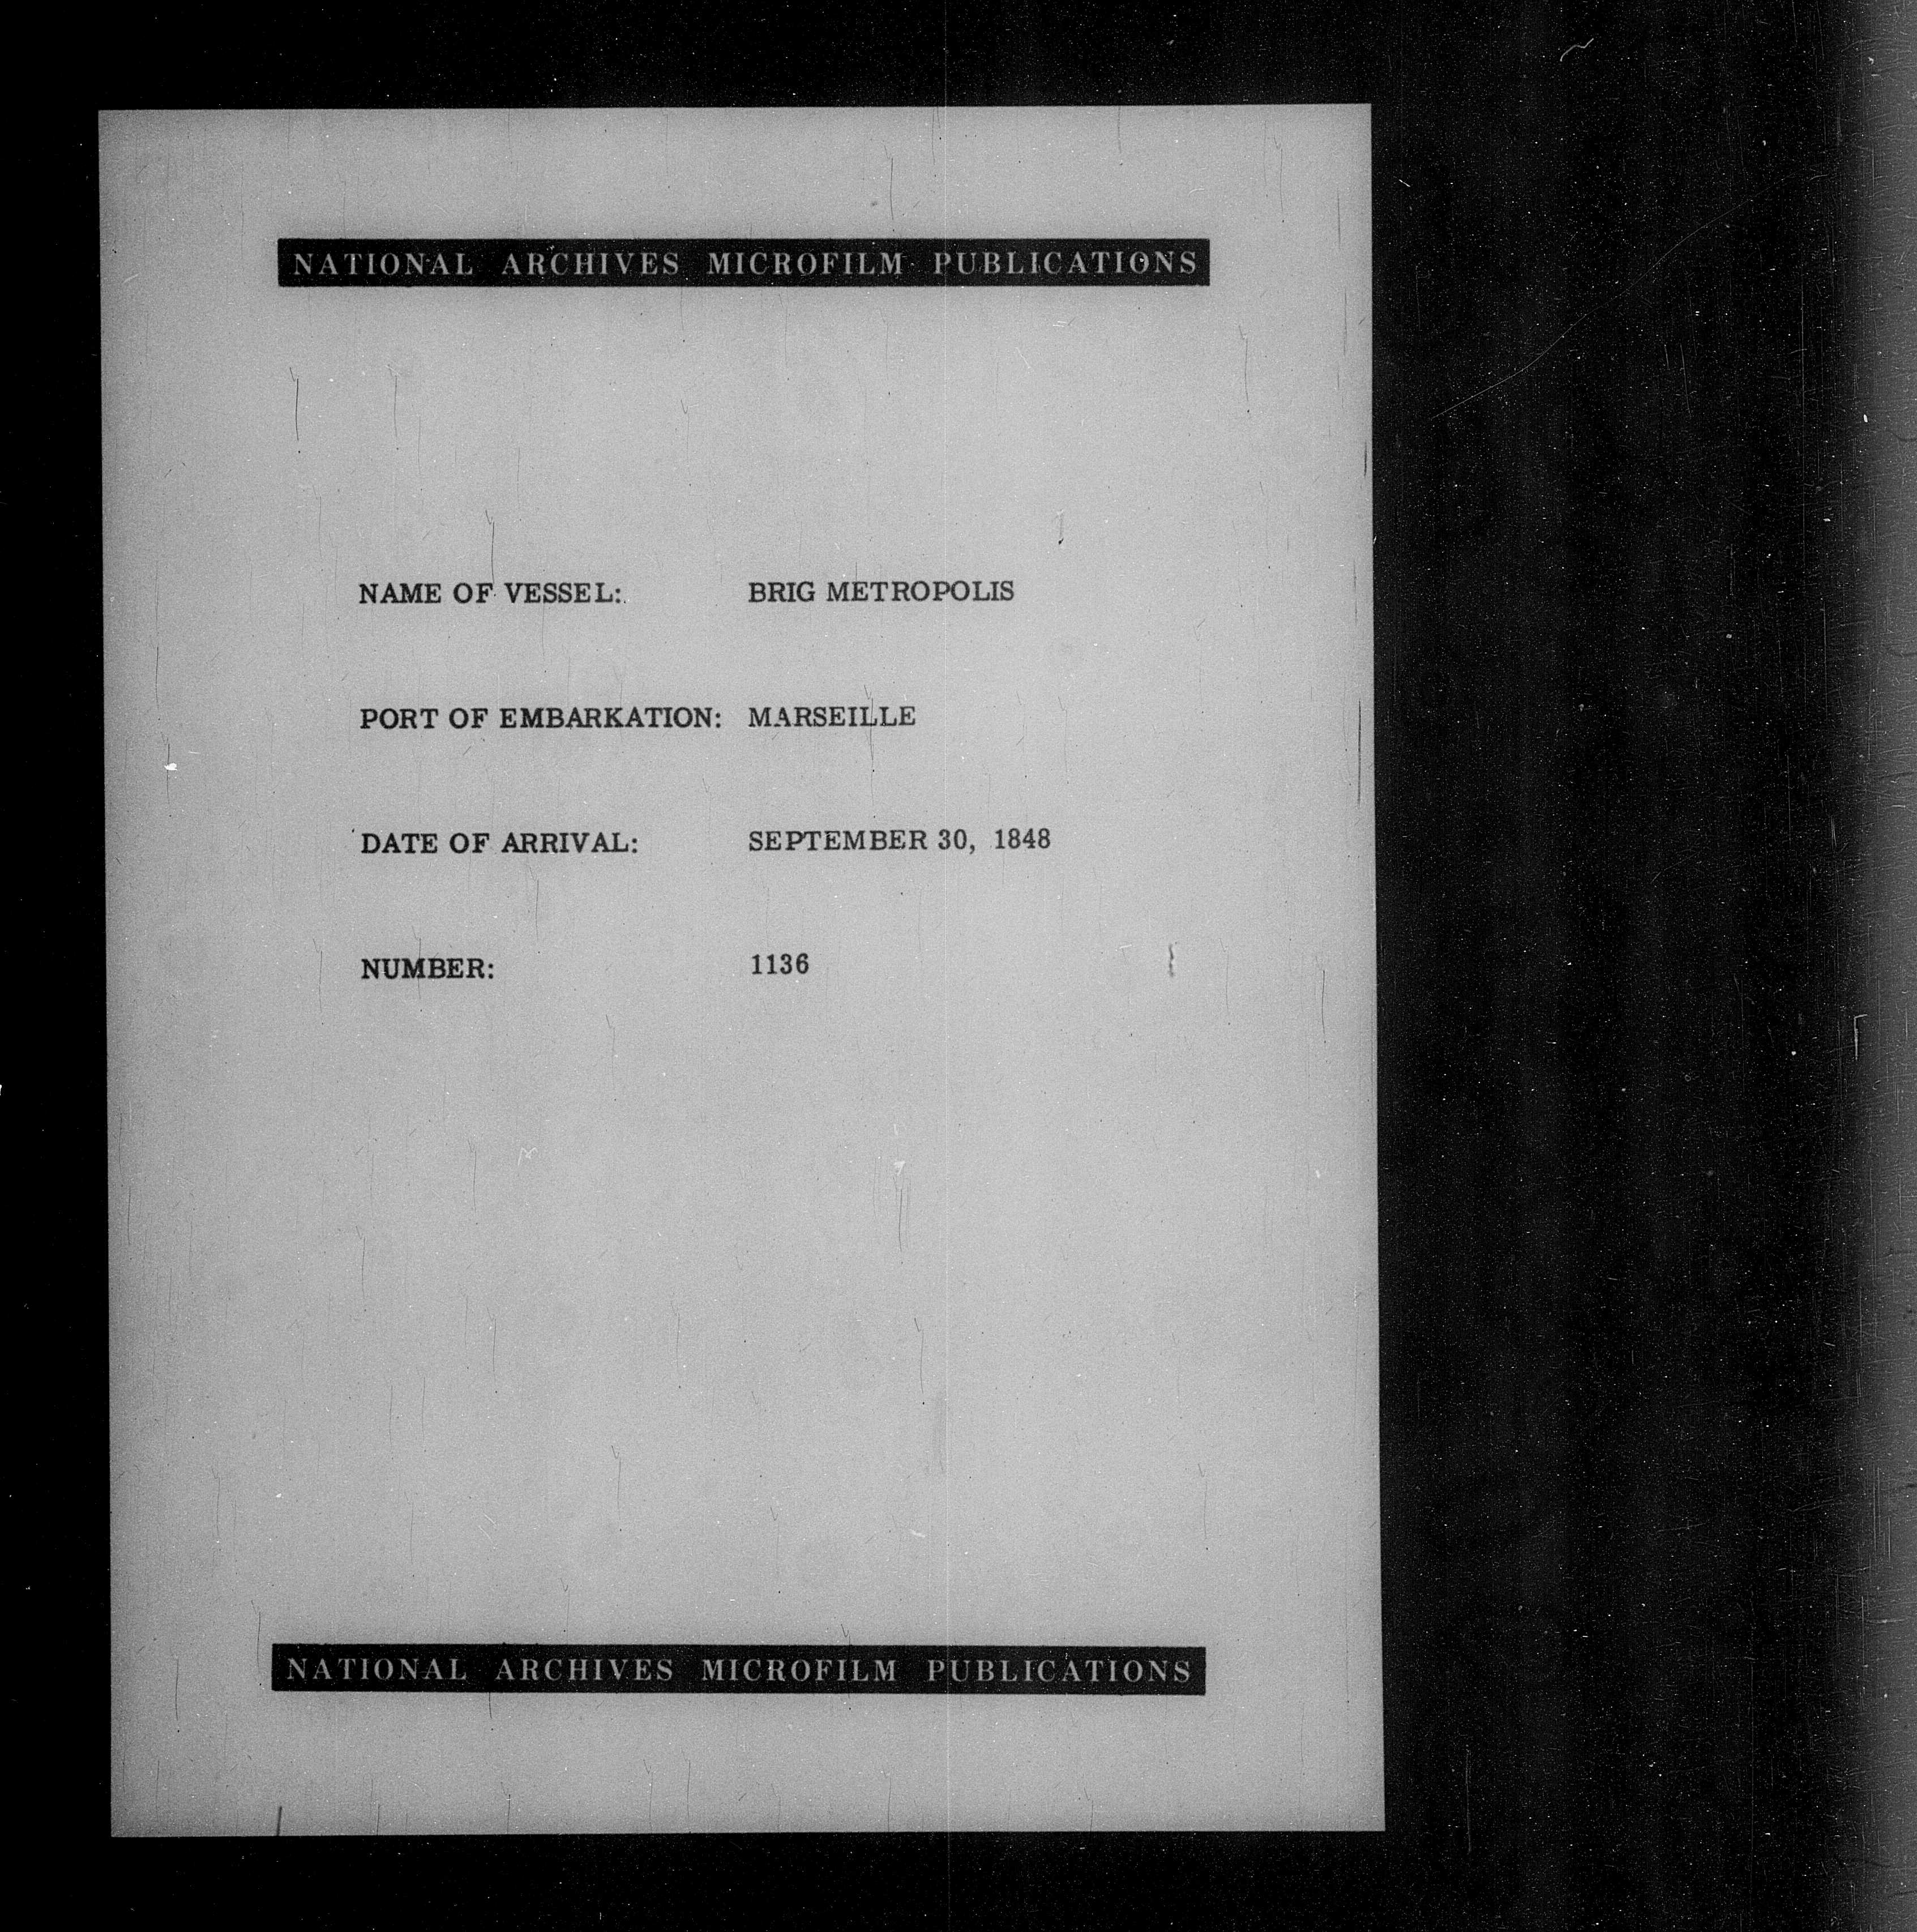 NATIONAL ARCHIVES MICROFILM PUBLICATIONS
NAME OF VESSEL: BRIG METROPOLIS
PORT OF EMBARKATION: MARSEILLE
DATE OF ARRIVAL: SEPTEMBER 30, 1848
NUMBER: 1136
NATIONAL ARCHIVES MICROFILM PUBLICATIONS